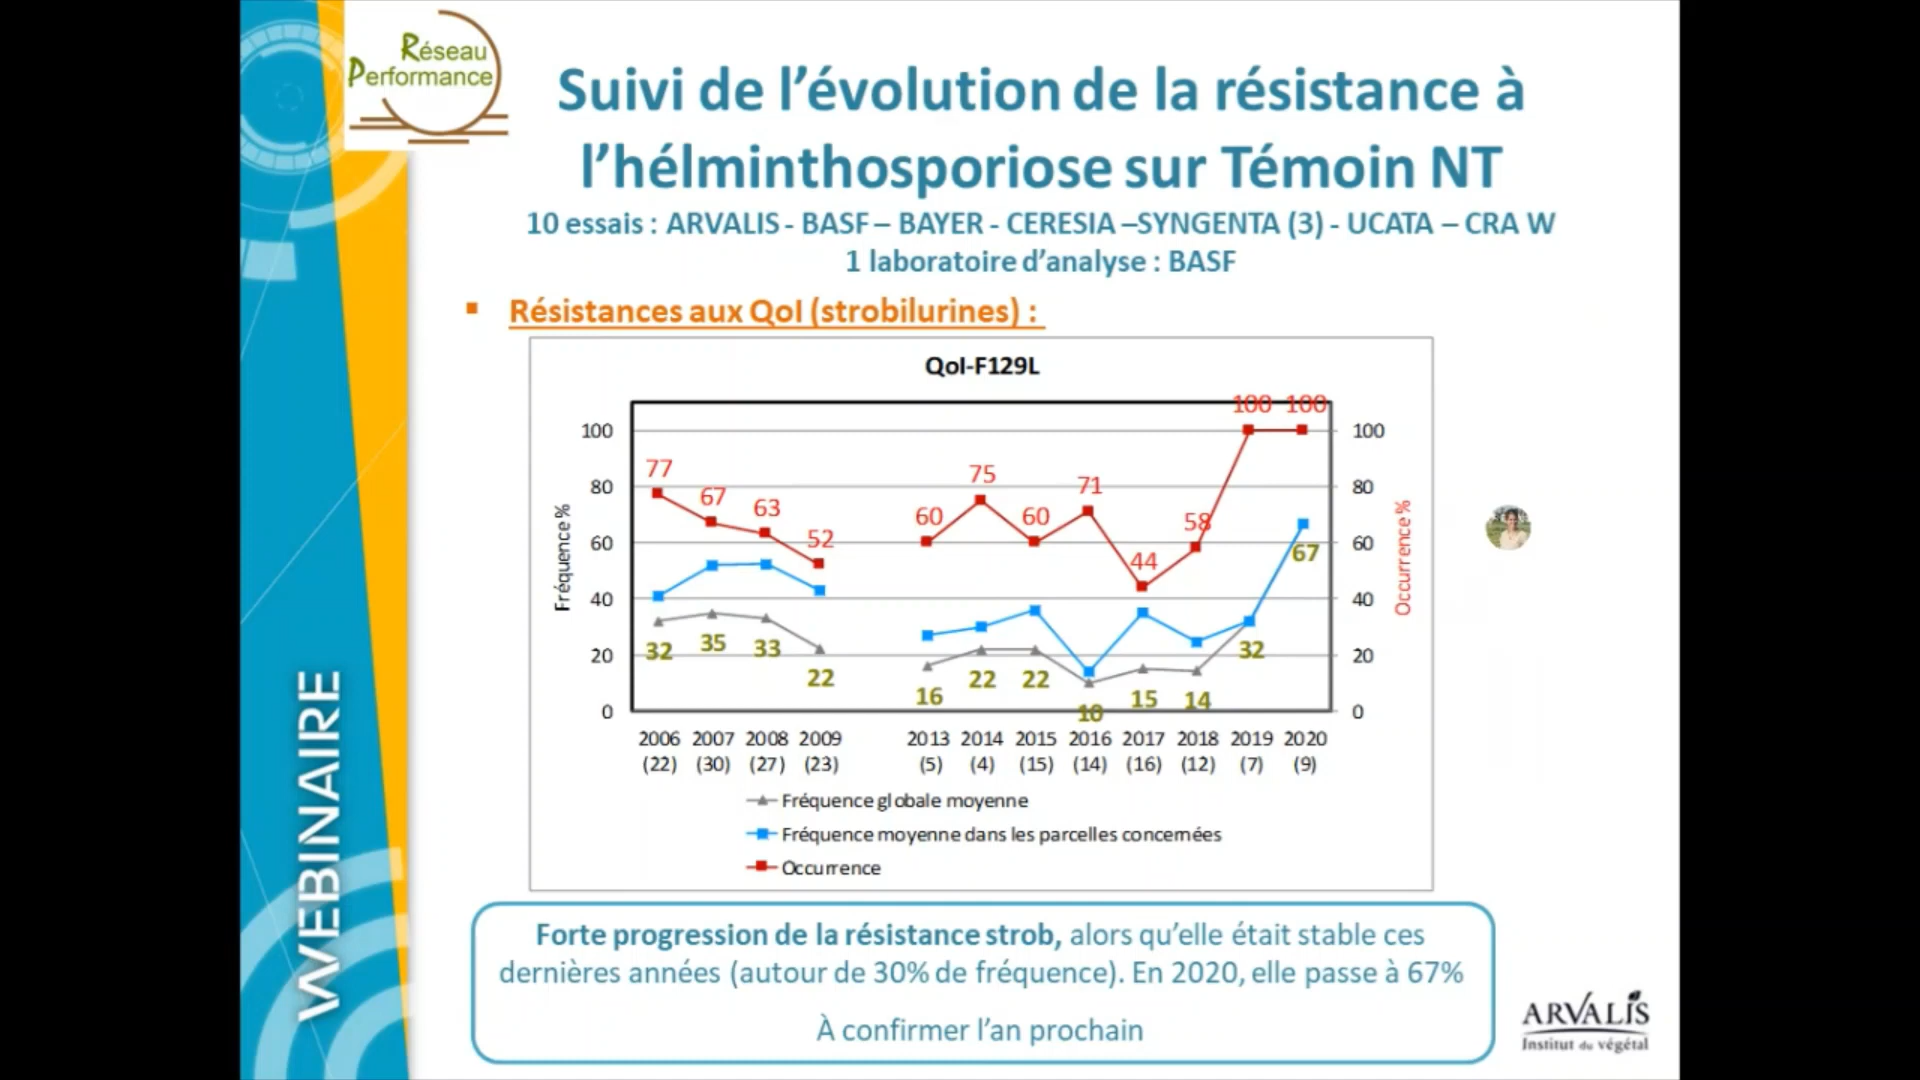 Réseau
Performance
Suivi de l'évolution de la résistance à
l'hélminthosporiose sur Témoin NT
10 essais : ARVALIS - BASF – BAYER - CERESIA –SYNGENTA (3) - UCATA – CRA W
1 laboratoire d'analyse : BASF
Résistances aux QoI (strobilurines) :
QoI-F129L
100 100
100 100
77 67 63 52 60 75 60 71 44 58
80 80
60 60
40 40
20 20
0 0
32 35 33 22 16 22 22 10 15 14 32 67
Fréquence %
Occurrence %
2006 2007 2008 2009 2013 2014 2015 2016 2017 2018 2019 2020
(22) (30) (27) (23) (5) (4) (15) (14) (16) (12) (7) (9)
Fréquence globale moyenne
Fréquence moyenne dans les parcelles concernées
Occurrence
WEBINAIRE
Forte progression de la résistance strob, alors qu'elle était stable ces
dernières années (autour de 30% de fréquence). En 2020, elle passe à 67%
À confirmer l'an prochain
ARVALIS
Institut du végétal